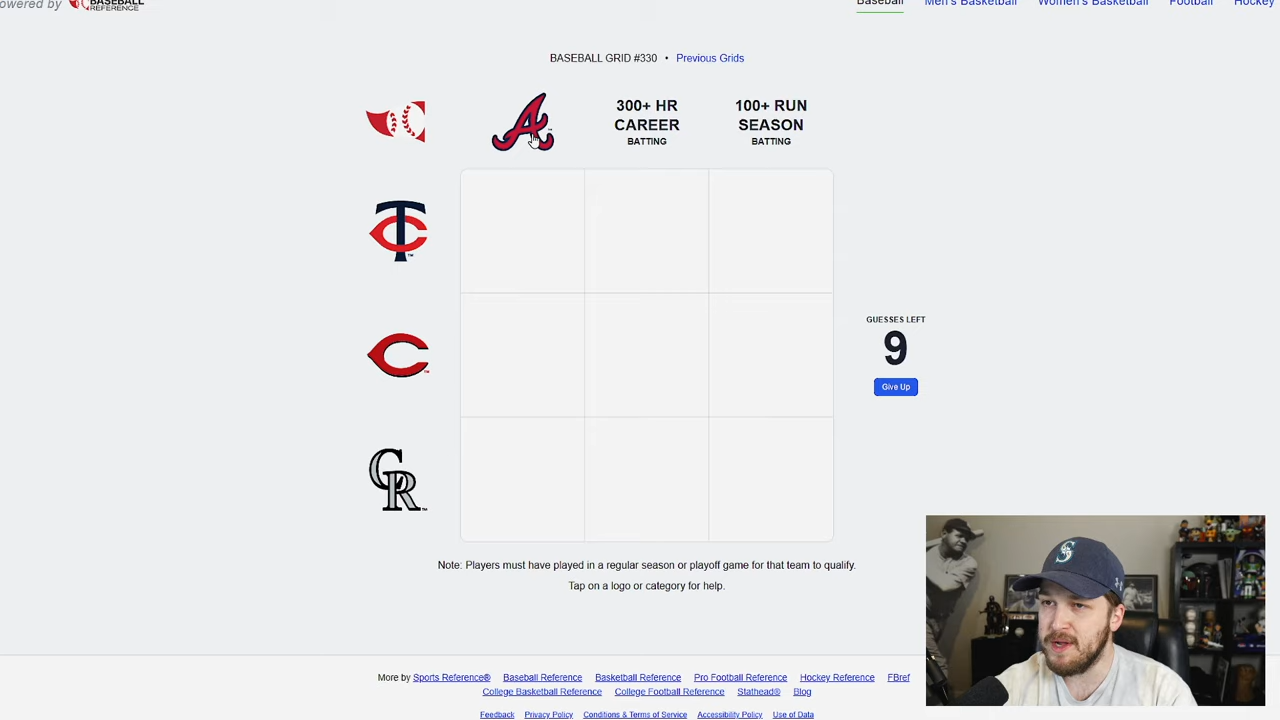 owered by BASEBALL REFERENCE
Baseball Men's Basketball Women's Basketball Football Hockey
BASEBALL GRID #330 • Previous Grids
A
300+ HR CAREER BATTING
100+ RUN SEASON BATTING
TC
C
GUESSES LEFT
9
Give Up
CR
Note: Players must have played in a regular season or playoff game for that team to qualify.
Tap on a logo or category for help.
S
More by Sports Reference® Baseball Reference Basketball Reference Pro Football Reference Hockey Reference FBref
College Basketball Reference College Football Reference Stathead® Blog
Feedback Privacy Policy Conditions & Terms of Service Accessibility Policy Use of Data